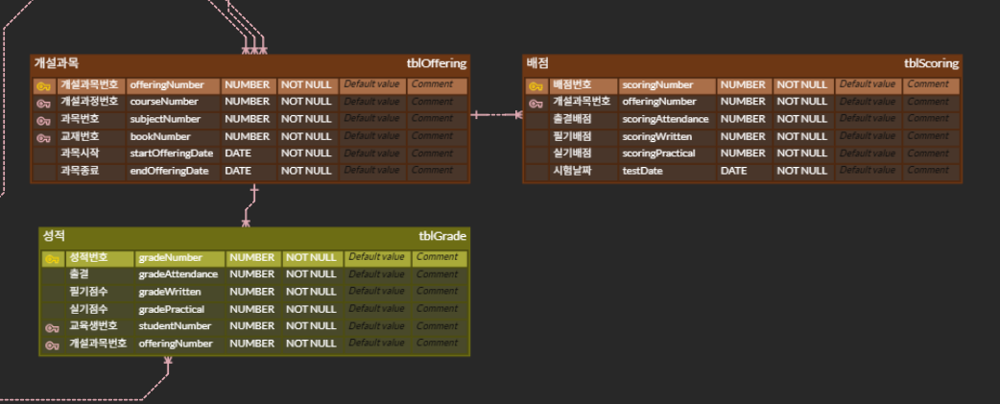 개설과목 tblOffering
개설과목번호 offeringNumber NUMBER NOT NULL Default value Comment
개설과정번호 courseNumber NUMBER NOT NULL Default value Comment
과목번호 subjectNumber NUMBER NOT NULL Default value Comment
교재번호 bookNumber NUMBER NOT NULL Default value Comment
과목시작 startOfferingDate DATE NOT NULL Default value Comment
과목종료 endOfferingDate DATE NOT NULL Default value Comment
배점 tblScoring
배점번호 scoringNumber NUMBER NOT NULL Default value Comment
개설과목번호 offeringNumber NUMBER NOT NULL Default value Comment
출결배점 scoringAttendance NUMBER NOT NULL Default value Comment
필기배점 scoringWritten NUMBER NOT NULL Default value Comment
실기배점 scoringPractical NUMBER NOT NULL Default value Comment
시험날짜 testDate DATE NOT NULL Default value Comment
성적 tblGrade
성적번호 gradeNumber NUMBER NOT NULL Default value Comment
출결 gradeAttendance NUMBER NOT NULL Default value Comment
필기점수 gradeWritten NUMBER NOT NULL Default value Comment
실기점수 gradePractical NUMBER NOT NULL Default value Comment
교육생번호 studentNumber NUMBER NOT NULL Default value Comment
개설과목번호 offeringNumber NUMBER NOT NULL Default value Comment